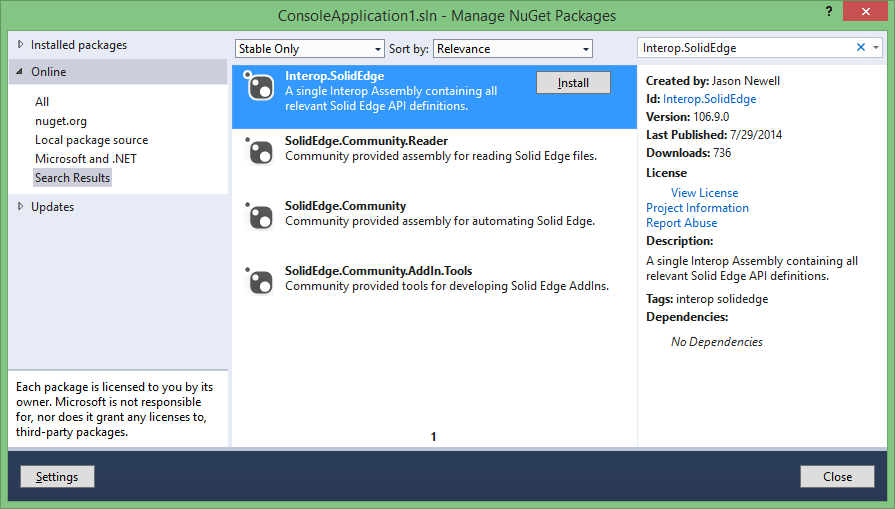 ConsoleApplication1.sln - Manage NuGet Packages
?
Installed packages
Online
All
nuget.org
Local package source
Microsoft and .NET
Search Results
Updates
Each package is licensed to you by its
owner. Microsoft is not responsible
for, nor does it grant any licenses to,
third-party packages.
Stable Only
Sort by:
Relevance
Interop.SolidEdge
A single Interop Assembly containing all
relevant Solid Edge API definitions.
Install
SolidEdge.Community.Reader
Community provided assembly for reading Solid Edge files.
SolidEdge.Community
Community provided assembly for automating Solid Edge.
SolidEdge.Community.AddIn.Tools
Community provided tools for developing Solid Edge AddIns.
1
Interop.SolidEdge
Created by: Jason Newell
Id: Interop.SolidEdge
Version: 106.9.0
Last Published: 7/29/2014
Downloads: 736
License
View License
Project Information
Report Abuse
Description:
A single Interop Assembly containing all
relevant Solid Edge API definitions.
Tags: interop solidedge
Dependencies:
No Dependencies
Settings
Close